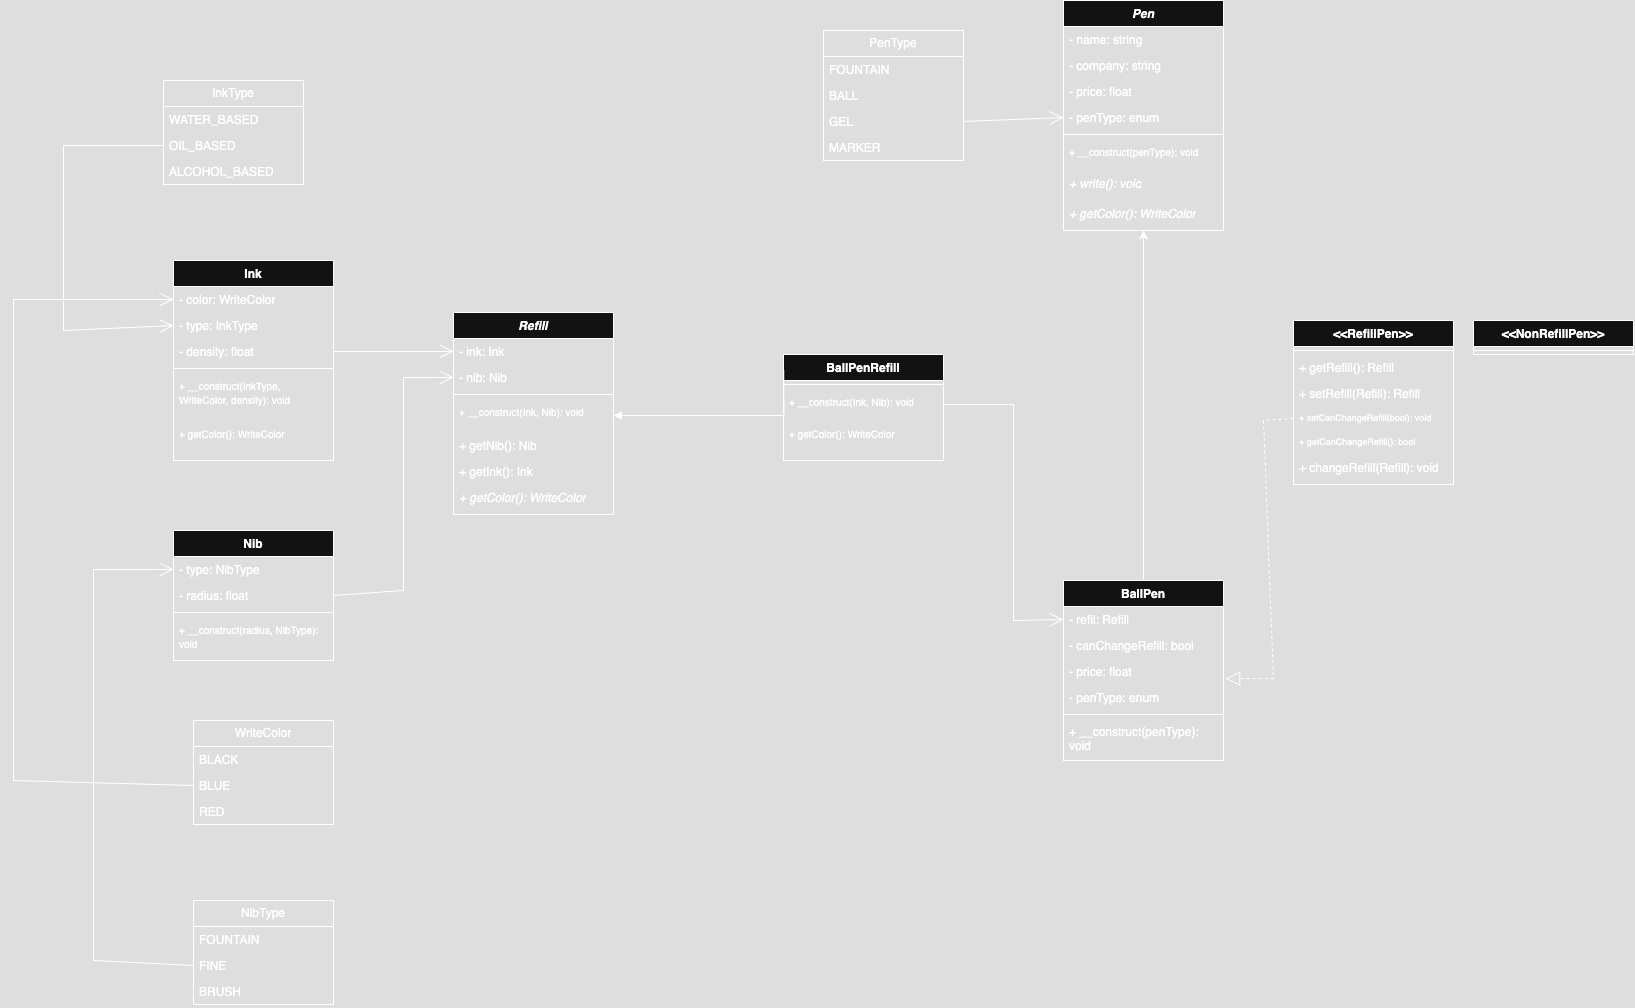 Pen
- name: string
- company: string
- price: float
- penType: enum
+ __construct(penType): void
+ write(): void
+ getColor(): WriteColor
PenType
FOUNTAIN
BALL
GEL
MARKER
InkType
WATER_BASED
OIL_BASED
ALCOHOL_BASED
Ink
- color: WriteColor
- type: InkType
- density: float
+ __construct(InkType,
WriteColor, density): void
+ getColor(): WriteColor
Refill
- ink: Ink
- nib: Nib
+ __construct(Ink, Nib): void
+ getNib(): Nib
+ getInk(): Ink
+ getColor(): WriteColor
BallPenRefill
+ __construct(Ink, Nib): void
+ getColor(): WriteColor
<<RefillPen>>
+ getRefill(): Refill
+ setRefill(Refill): Refill
+ setCanChangeRefill(bool): void
+ getCanChangeRefill(): bool
+ changeRefill(Refill): void
<<NonRefillPen>>
Nib
- type: NibType
- radius: float
+ __construct(radius, NibType):
void
BallPen
- refil: Refill
- canChangeRefill: bool
- price: float
- penType: enum
+ __construct(penType):
void
WriteColor
BLACK
BLUE
RED
NibType
FOUNTAIN
FINE
BRUSH